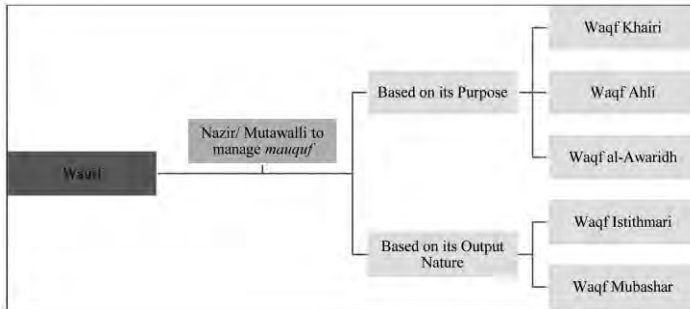 Waqif
Nazir/ Mutawalli to
manage mauquf
Based on its Purpose
Waqf Khairi
Waqf Ahli
Waqf al-Awaridh
Based on its Output
Nature
Waqf Istithmari
Waqf Mubashar